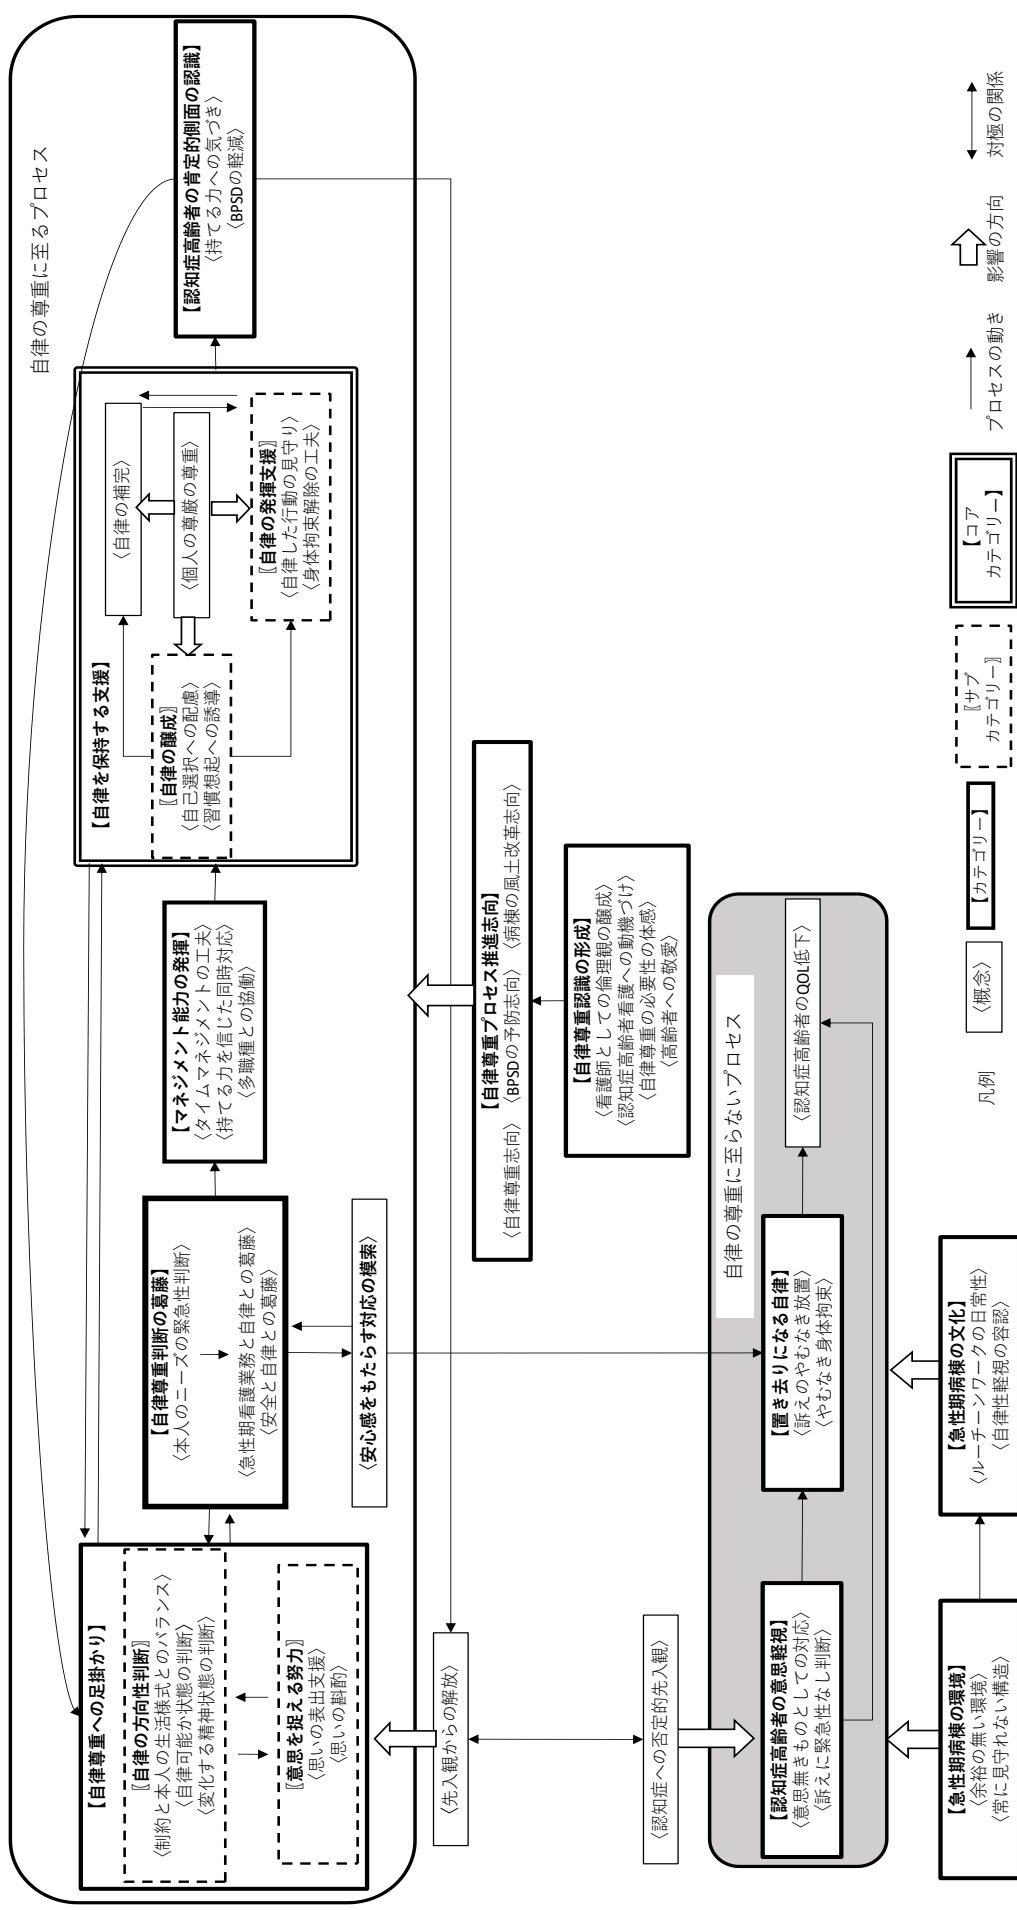 自律の尊重に至るプロセス
【自律尊重への足掛かり】
〖自律の方向性判断〗
〈制約と本人の生活様式とのバランス〉
〈自律可能か状態の判断〉
〈変化する精神状態の判断〉
〖意思を捉える努力〗
〈思いの表出支援〉
〈思いの斟酌〉
【自律尊重判断の葛藤】
〈本人のニーズの緊急性判断〉
〈急性期看護業務と自律との葛藤〉
〈安全と自律との葛藤〉
〈安心感をもたらす対応の模索〉
【マネジメント能力の発揮】
〈タイムマネジメントの工夫〉
〈持てる力を信じた同時対応〉
〈多職種との協働〉
【自律を保持する支援】
〖自律の醸成〗
〈自己選択への配慮〉
〈習慣想起への誘導〉
〈自律の補完〉
〈個人の尊厳の尊重〉
〖自律の発揮支援〗
〈自律した行動の見守り〉
〈身体拘束解除の工夫〉
【認知症高齢者の肯定的側面の認識】
〈持てる力への気づき〉
〈BPSDの軽減〉
〈先入観からの解放〉
〈認知症への否定的先入観〉
【自律尊重プロセス推進志向】
〈自律尊重志向〉〈BPSDの予防志向〉〈病棟の風土改革志向〉
【自律尊重認識の形成】
〈看護師としての倫理観の醸成〉
〈認知症高齢者看護への動機づけ〉
〈自律尊重の必要性の体感〉
〈高齢者への敬愛〉
自律の尊重に至らないプロセス
【認知症高齢者の意思軽視】
〈意思無きものとしての対応〉
〈訴えに緊急性なし判断〉
【置き去りになる自律】
〈訴えのやむなき放置〉
〈やむなき身体拘束〉
〈認知症高齢者のQOL低下〉
【急性期病棟の環境】
〈余裕の無い環境〉
〈常に見守れない構造〉
【急性期病棟の文化】
〈ルーチーンワークの日常性〉
〈自律性軽視の容認〉
凡例
〈概念〉
【カテゴリー】
〖サブ
カテゴリー〗
【コア
カテゴリー】
プロセスの動き
影響の方向
対極の関係